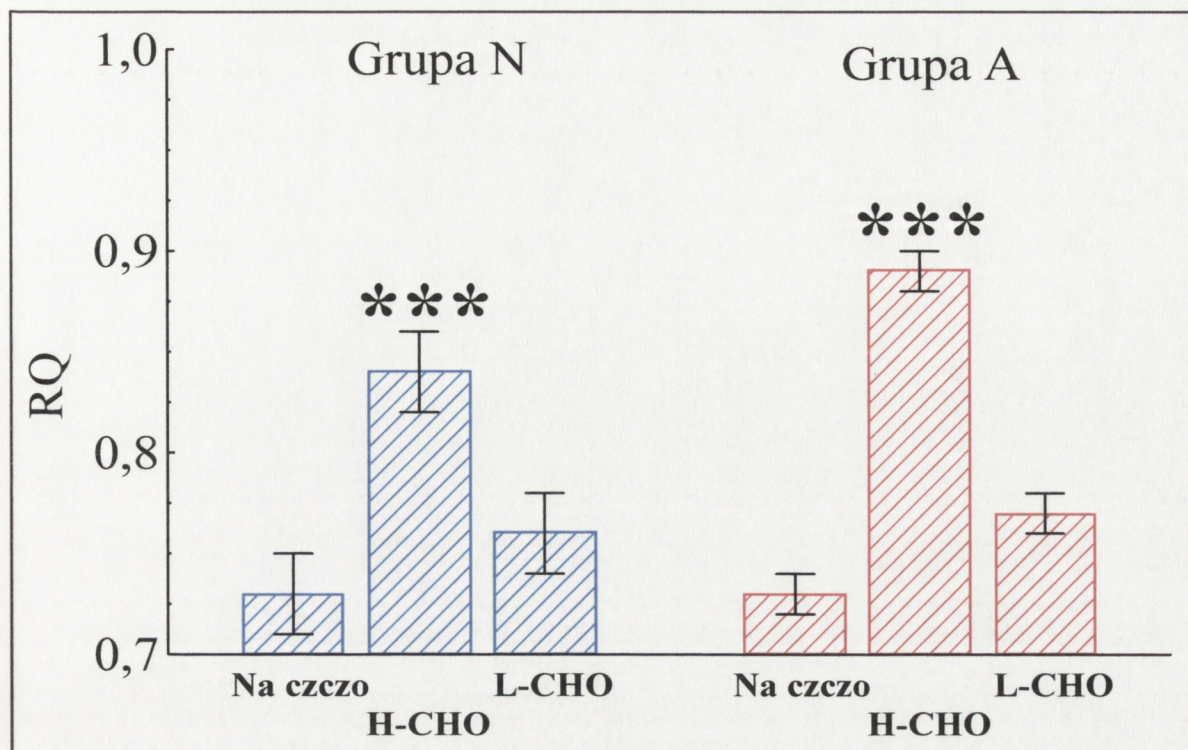 Grupa N
Grupa A
RQ
1,0
0,9
0,8
0,7
***
***
Na czczo
H-CHO
L-CHO
Na czczo
H-CHO
L-CHO